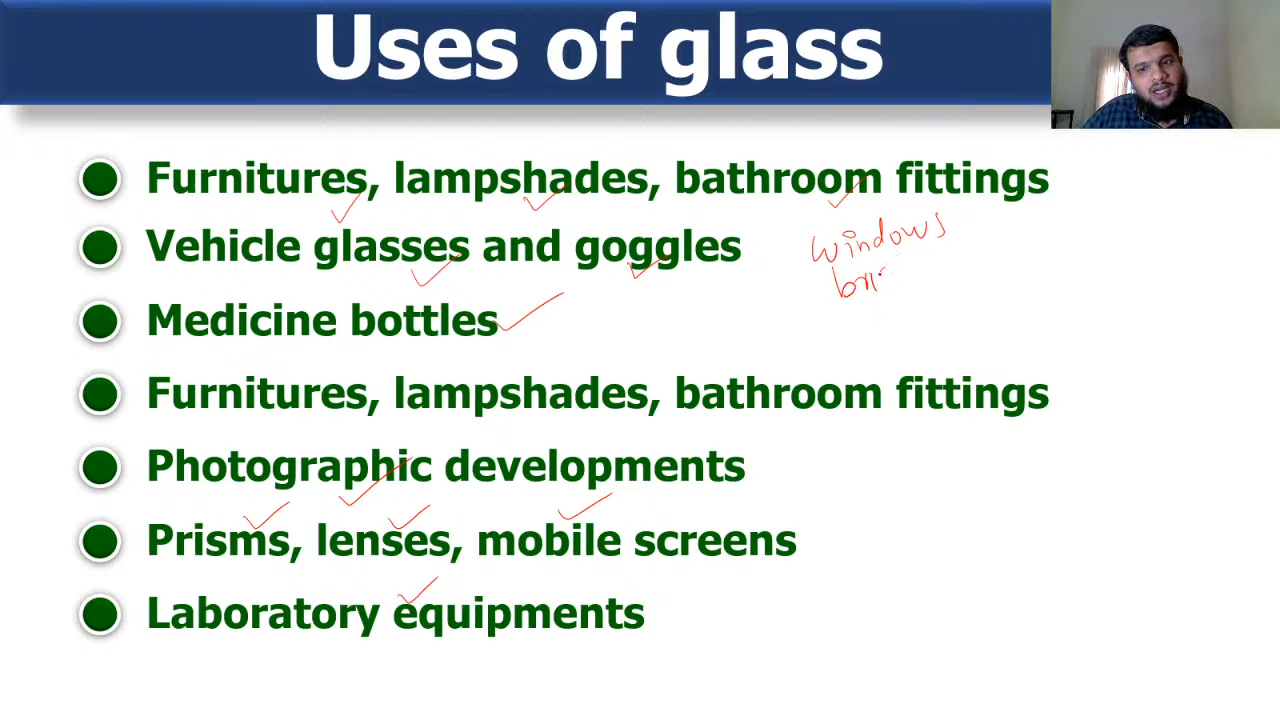 Uses of glass
Furnitures, lampshades, bathroom fittings
Vehicle glasses and goggles
windows
Medicine bottles
Furnitures, lampshades, bathroom fittings
Photographic developments
Prisms, lenses, mobile screens
Laboratory equipments